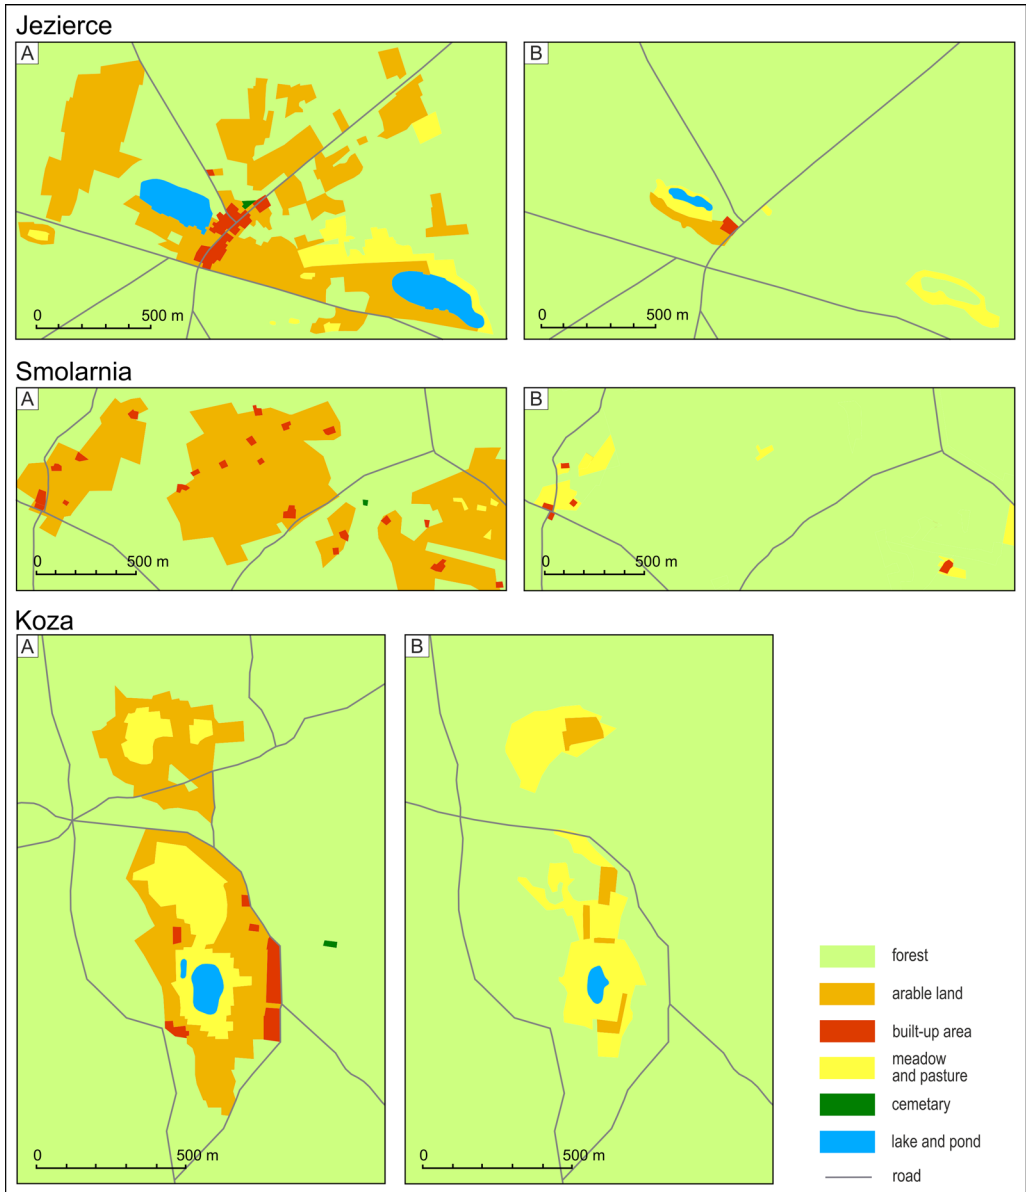 Jezierce
A
B
0 500 m
0 500 m
Smolarnia
A
B
0 500 m
0 500 m
Koza
A
B
0 500 m
0 500 m
forest
arable land
built-up area
meadow
and pasture
cemetary
lake and pond
road